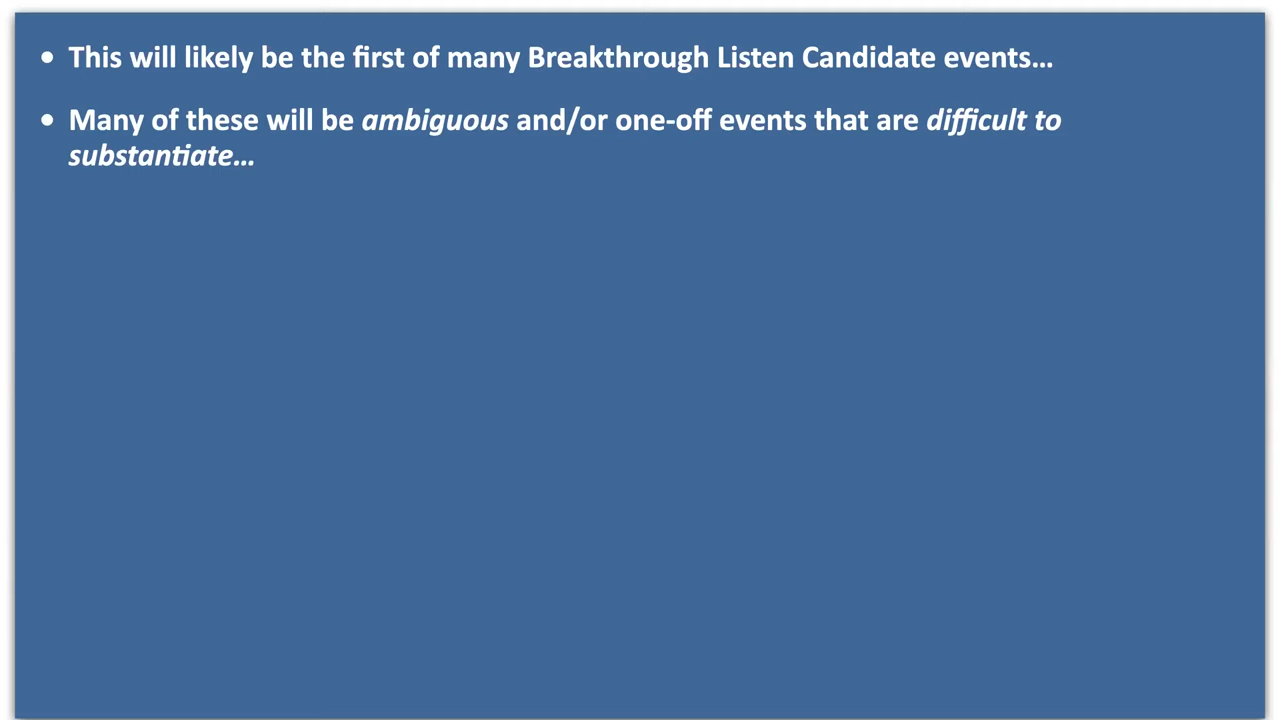 • This will likely be the first of many Breakthrough Listen Candidate events…
• Many of these will be ambiguous and/or one-off events that are difficult to
substantiate…